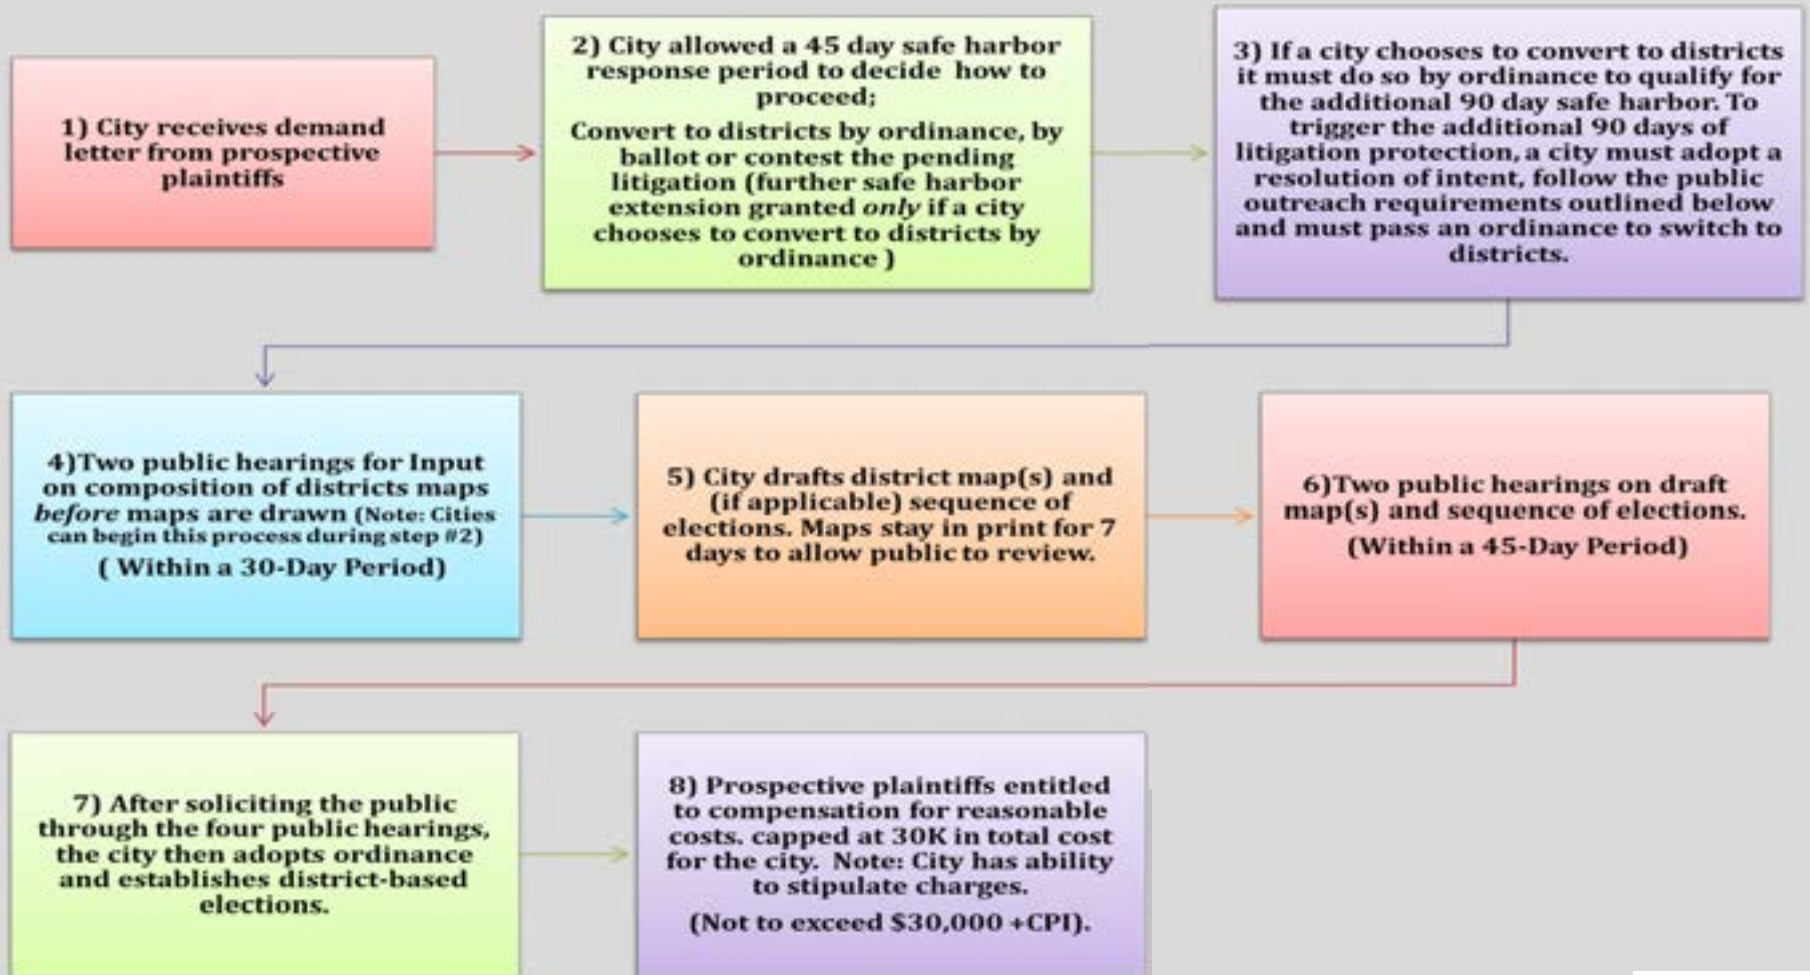 1) City receives demand
letter from prospective
plaintiffs
2) City allowed a 45 day safe harbor
response period to decide how to
proceed;
Convert to districts by ordinance, by
ballot or contest the pending
litigation (further safe harbor
extension granted only if a city
chooses to convert to districts by
ordinance )
3) If a city chooses to convert to districts
it must do so by ordinance to qualify for
the additional 90 day safe harbor. To
trigger the additional 90 days of
litigation protection, a city must adopt a
resolution of intent, follow the public
outreach requirements outlined below
and must pass an ordinance to switch to
districts.
4)Two public hearings for Input
on composition of districts maps
before maps are drawn (Note: Cities
can begin this process during step #2)
( Within a 30-Day Period)
5) City drafts district map(s) and
(if applicable) sequence of
elections. Maps stay in print for 7
days to allow public to review.
6)Two public hearings on draft
map(s) and sequence of elections.
(Within a 45-Day Period)
7) After soliciting the public
through the four public hearings,
the city then adopts ordinance
and establishes district-based
elections.
8) Prospective plaintiffs entitled
to compensation for reasonable
costs. capped at 30K in total cost
for the city. Note: City has ability
to stipulate charges.
(Not to exceed $30,000 +CPI).